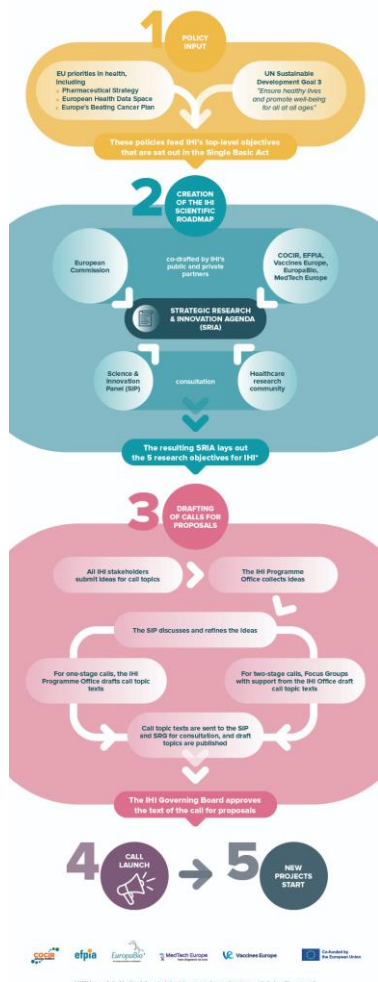 1
POLICY
INPUT
EU priorities in health,
including
Pharmaceutical Strategy
European Health Data Space
Europe's Beating Cancer Plan
UN Sustainable
Development Goal 3
"Ensure healthy lives
and promote well-being
for all at all ages"
These policies feed IHI's top-level objectives
that are set out in the Single Basic Act
2
CREATION
OF THE IHI
SCIENTIFIC
ROADMAP
European
Commission
co-drafted by IHI's
public and private
partners
COCIR, EFPIA,
Vaccines Europe,
EuropaBio,
MedTech Europe
STRATEGIC RESEARCH
& INNOVATION AGENDA
(SRIA)
Science &
Innovation
Panel (SIP)
consultation
Healthcare
research
community
The resulting SRIA lays out
the 5 research objectives for IHI*
3
DRAFTING
OF CALLS FOR
PROPOSALS
All IHI stakeholders
submit ideas for call topics
The IHI Programme
Office collects ideas
The SIP discusses and refines the ideas
For one-stage calls, the IHI
Programme Office drafts call topic
texts
For two-stage calls, Focus Groups
with support from the IHI Office draft
call topic texts
Call topic texts are sent to the SIP
and SRG for consultation, and draft
topics are published
The IHI Governing Board approves
the text of the call for proposals
4
CALL
LAUNCH
5
NEW
PROJECTS
START
COCIR
efpia
EuropaBio
MedTech Europe
Vaccines Europe
Co-funded by
the European Union